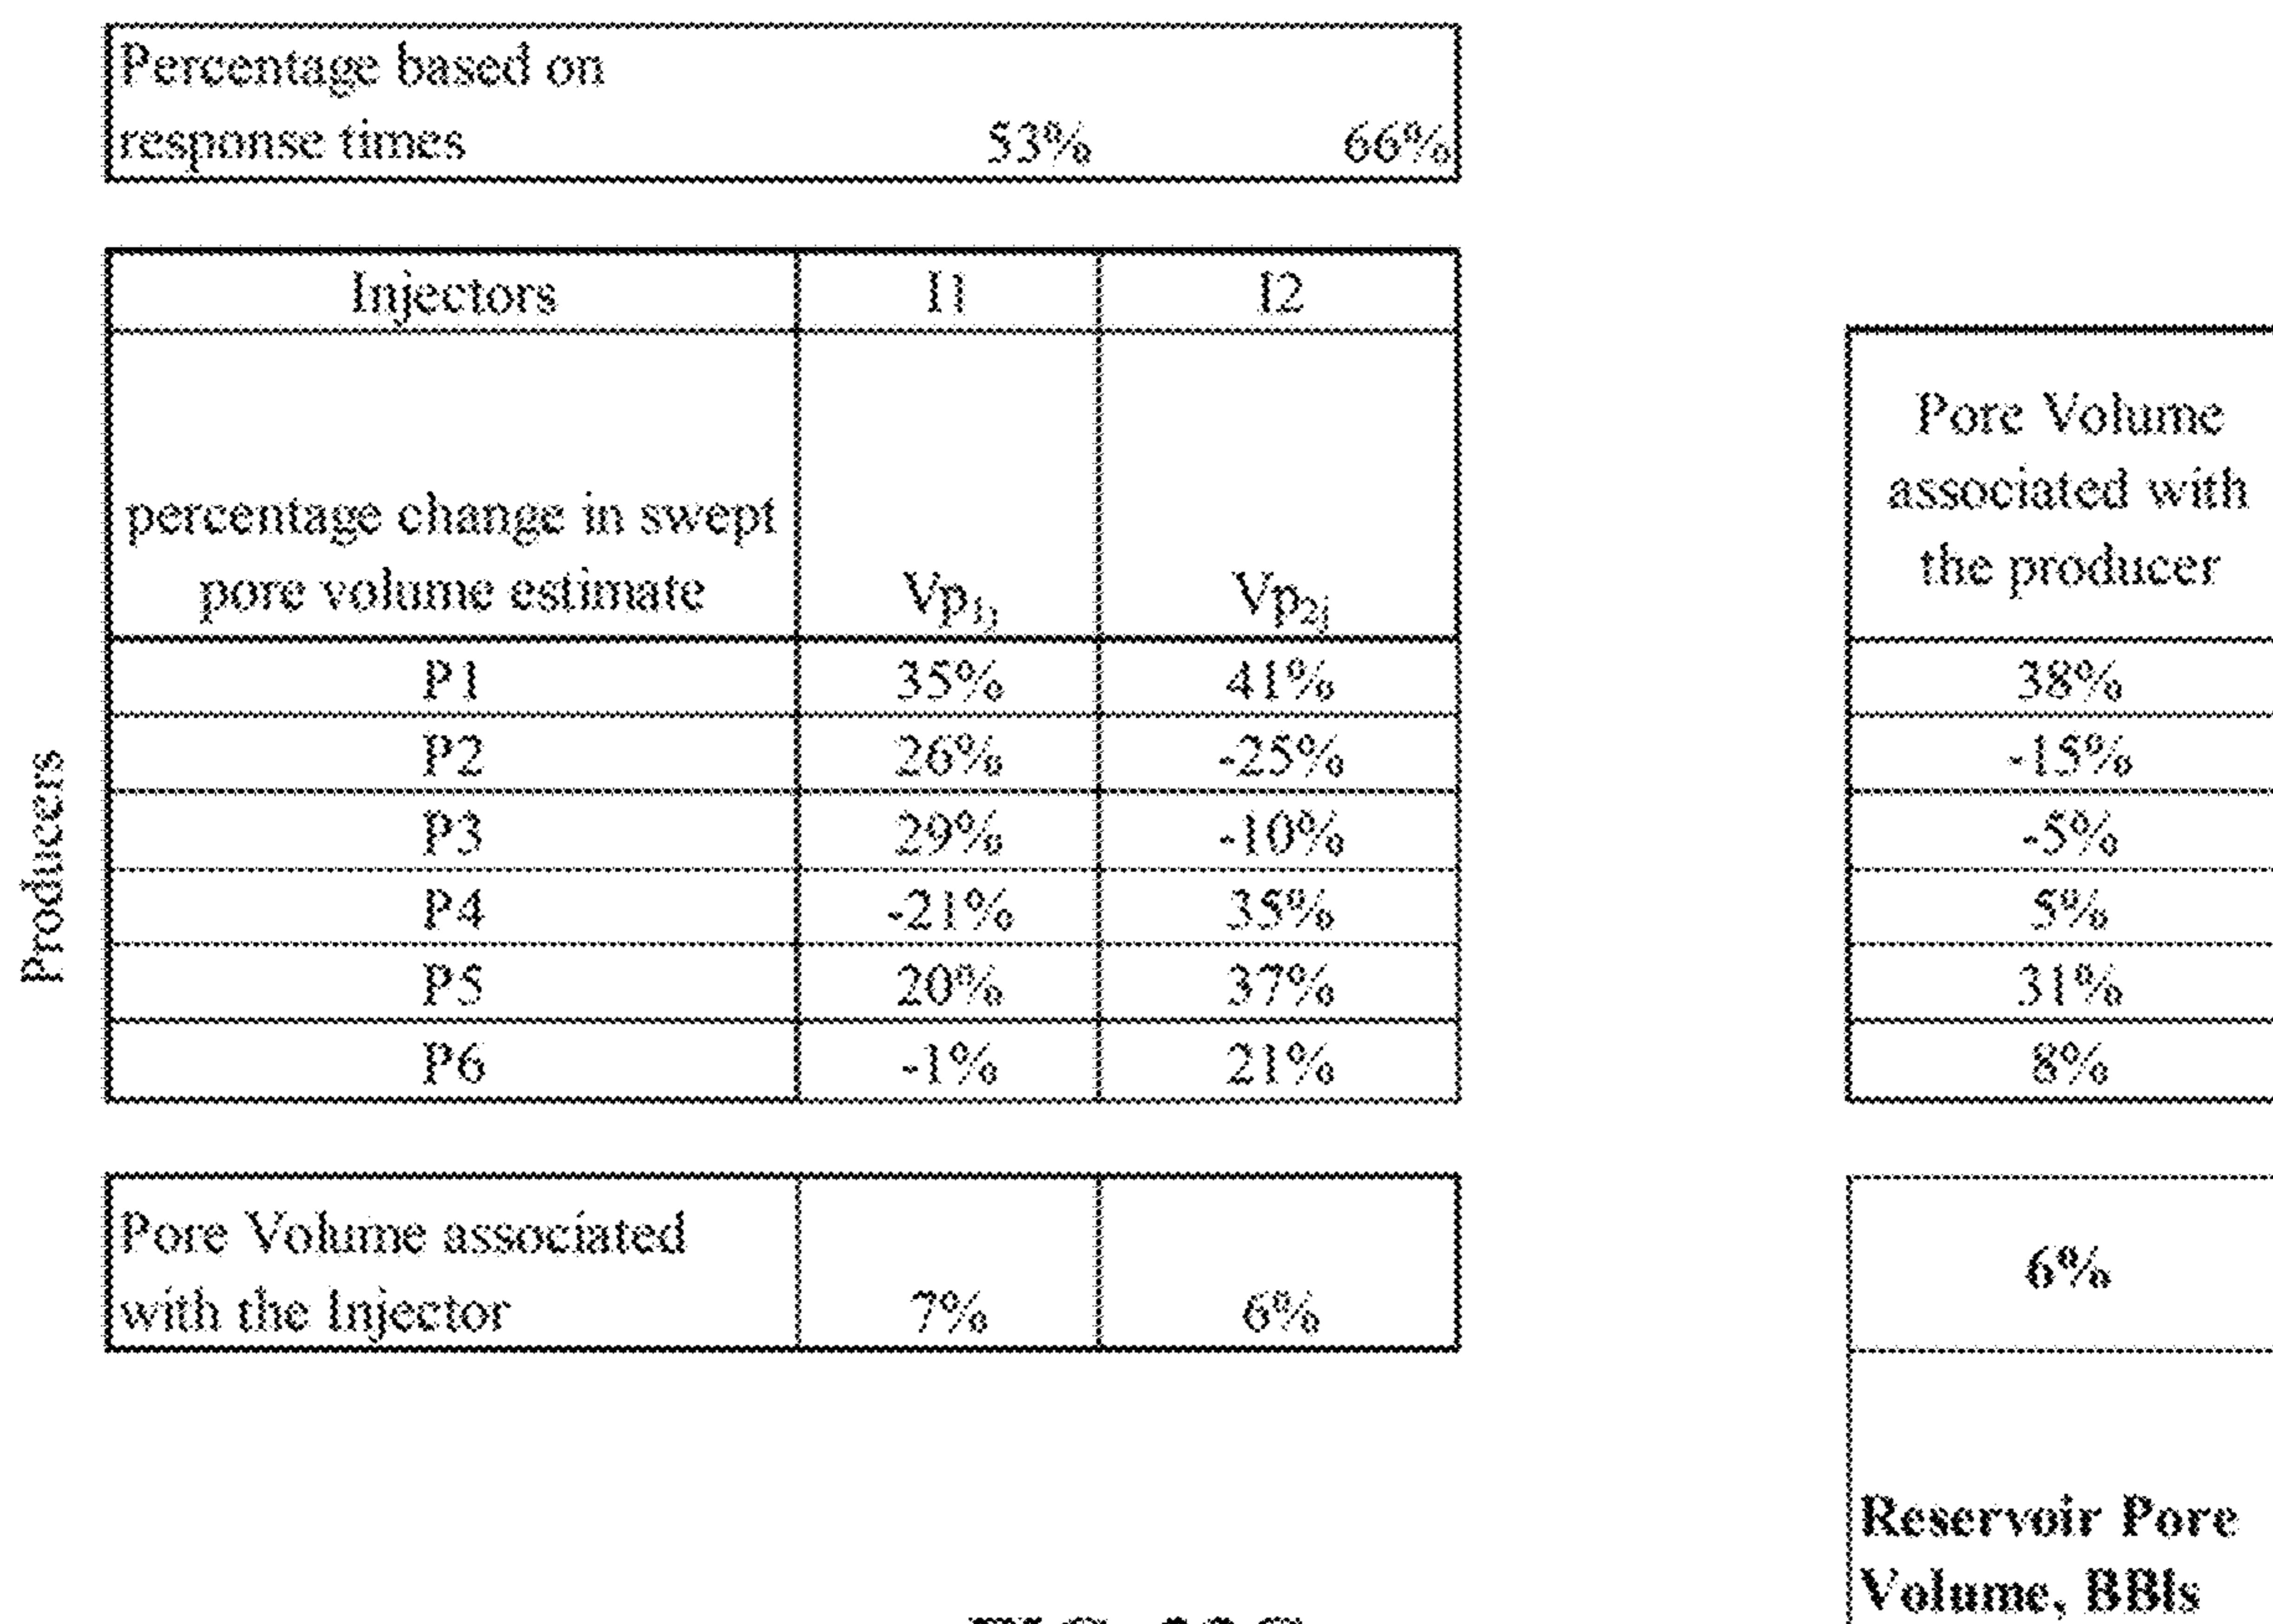 Percentage based on
response times 53% 66%
Injectors I1 I2
percentage change in swept
pore volume estimate Vp1j Vp2j
Producers
P1 35% 41%
P2 26% -25%
P3 29% -10%
P4 -21% 35%
P5 20% 37%
P6 -1% 21%
Pore Volume associated
with the Injector 7% 6%
Pore Volume
associated with
the producer
38%
-15%
-5%
5%
31%
8%
6%
Reservoir Pore
Volume, BBls